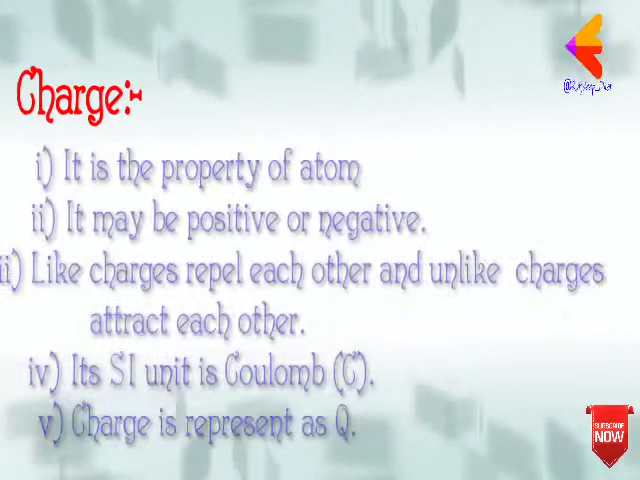 Charge:-
i) It is the property of atom
ii) It may be positive or negative.
ii) Like charges repel each other and unlike charges
attract each other.
iv) Its SI unit is Coulomb (C).
v) Charge is represent as Q.
SUBSCRIBE
NOW